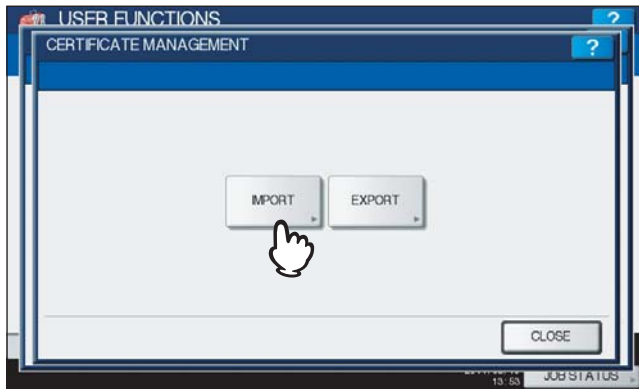 USER FUNCTIONS
?
CERTIFICATE MANAGEMENT
?
IMPORT
EXPORT
CLOSE
13:53
JOB STATUS